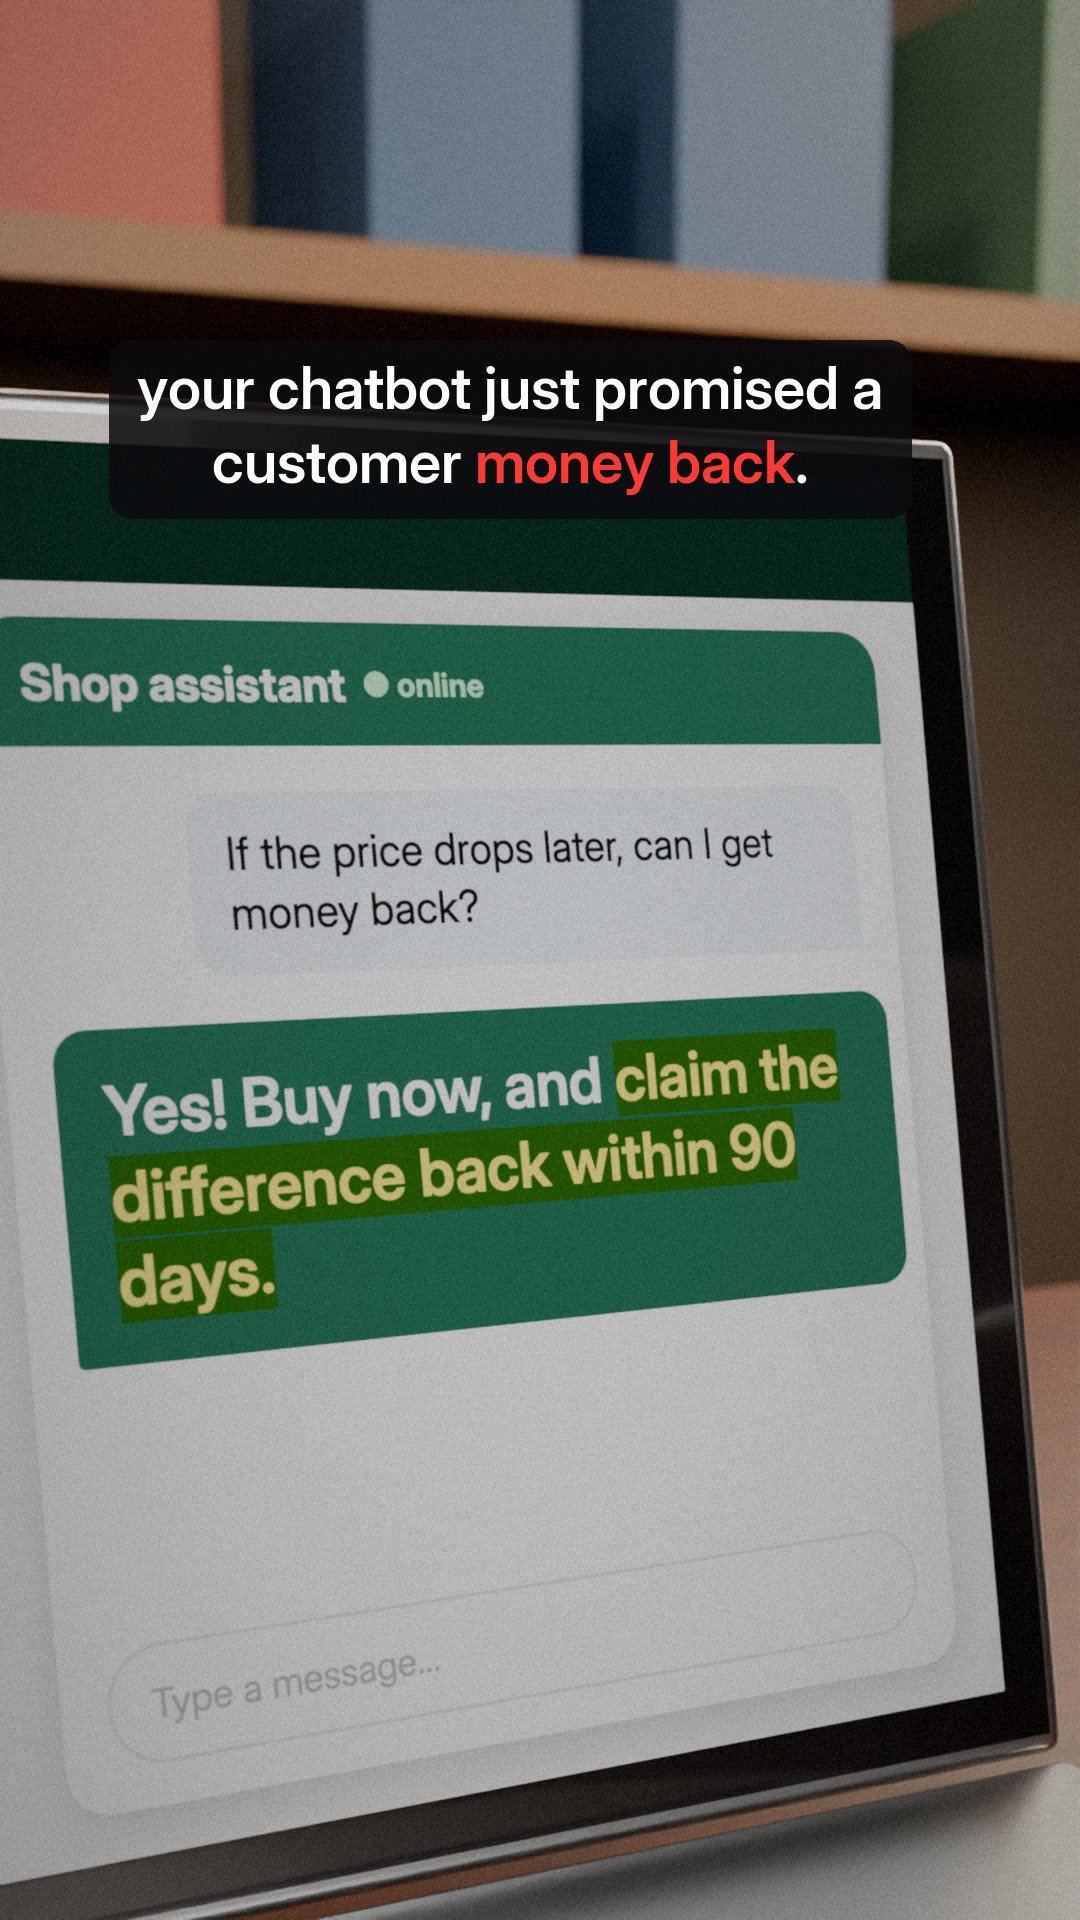 your chatbot just promised a
customer money back.
Shop assistant online
If the price drops later, can I get
money back?
Yes! Buy now, and claim the
difference back within 90
days.
Type a message...